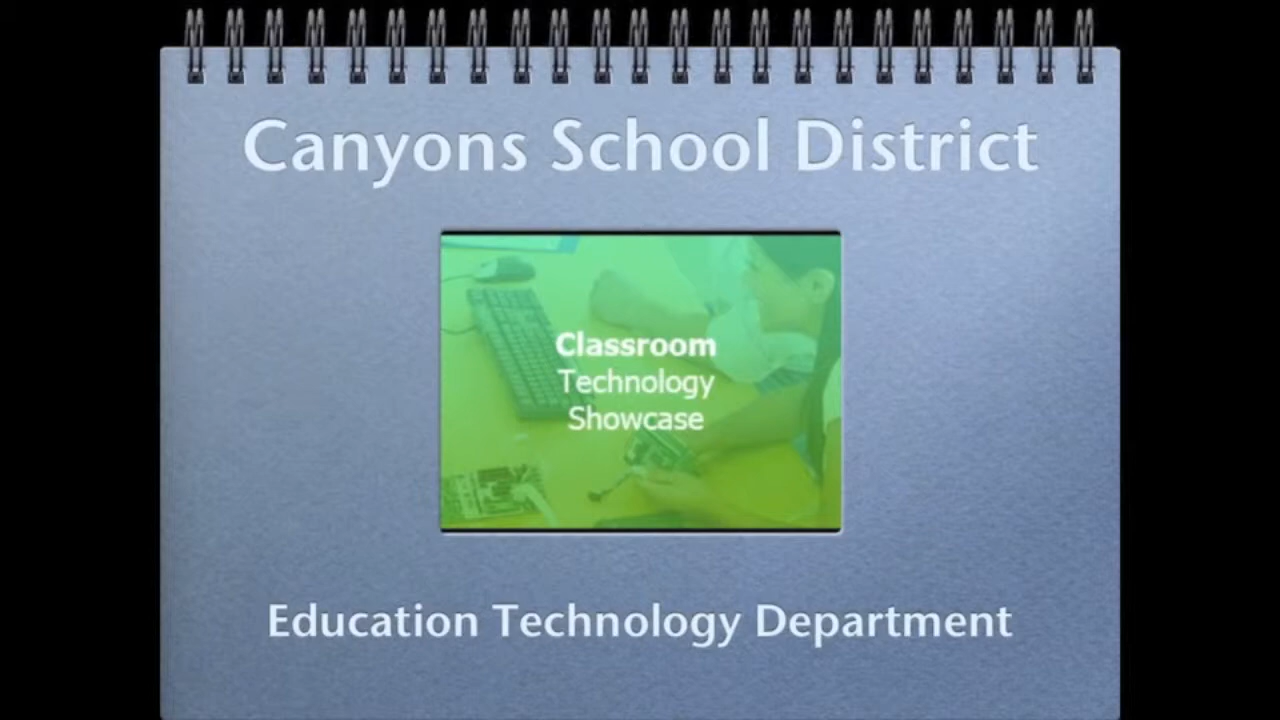 Canyons School District
Classroom
Technology
Showcase
Education Technology Department